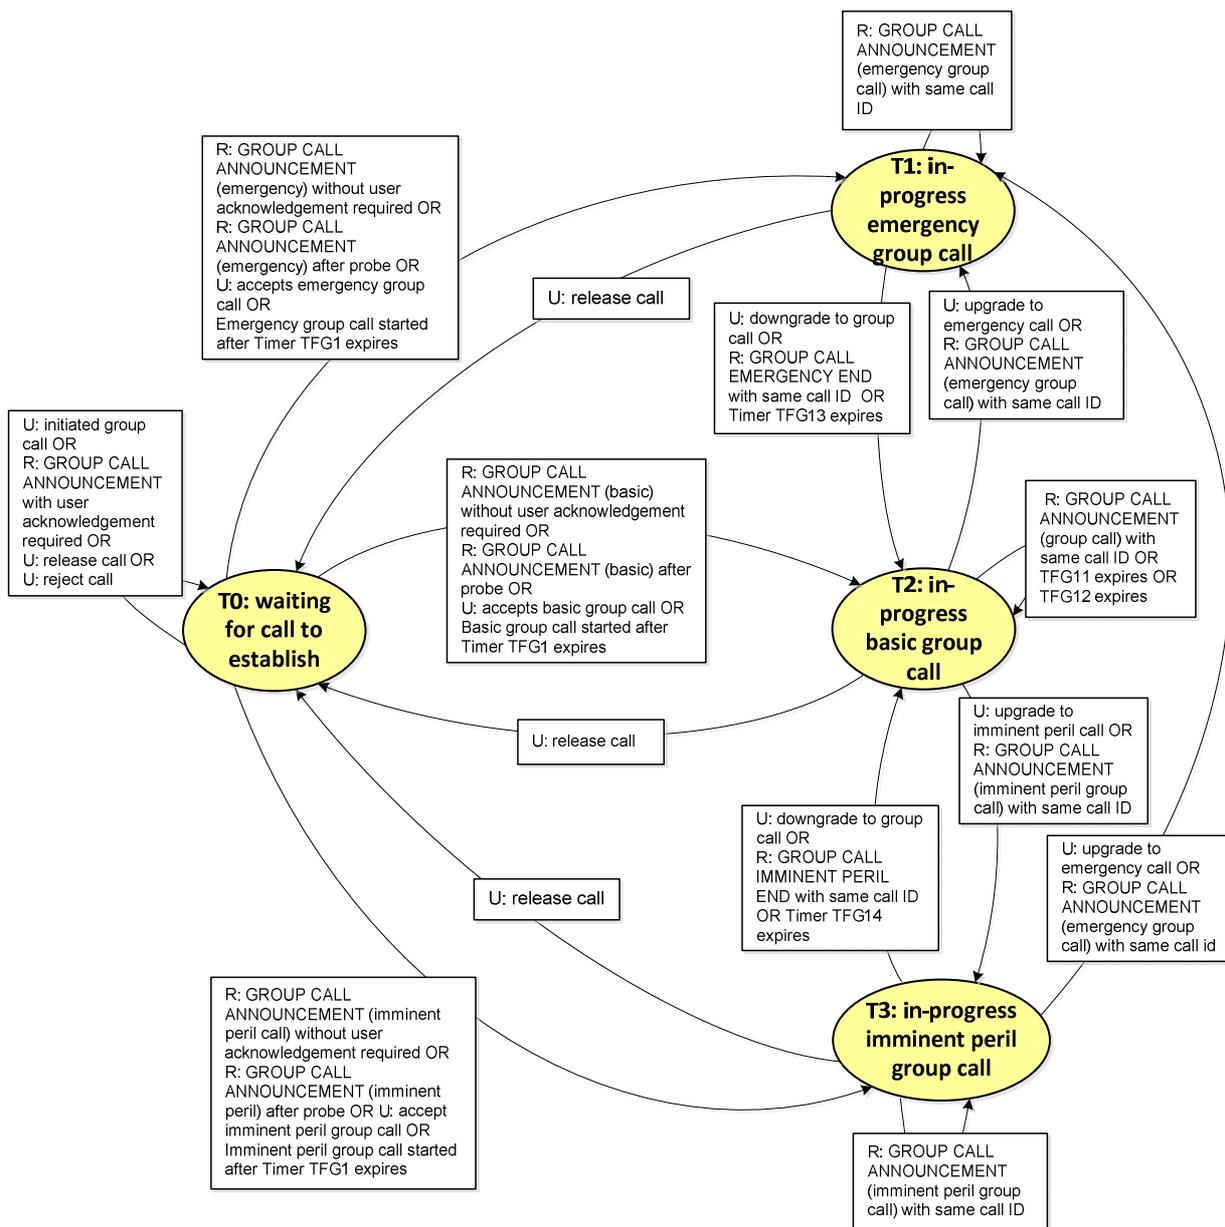 R: GROUP CALL
ANNOUNCEMENT
(emergency group
call) with same call
ID
R: GROUP CALL
ANNOUNCEMENT
(emergency) without user
acknowledgement required OR
R: GROUP CALL
ANNOUNCEMENT
(emergency) after probe OR
U: accepts emergency group
call OR
Emergency group call started
after Timer TFG1 expires
T1: in-
progress
emergency
group call
U: release call
U: downgrade to group
call OR
R: GROUP CALL
EMERGENCY END
with same call ID OR
Timer TFG13 expires
U: upgrade to
emergency call OR
R: GROUP CALL
ANNOUNCEMENT
(emergency group
call) with same call ID
U: initiated group
call OR
R: GROUP CALL
ANNOUNCEMENT
with user
acknowledgement
required OR
U: release call OR
U: reject call
R: GROUP CALL
ANNOUNCEMENT (basic)
without user acknowledgement
required OR
R: GROUP CALL
ANNOUNCEMENT (basic) after
probe OR
U: accepts basic group call OR
Basic group call started after
Timer TFG1 expires
R: GROUP CALL
ANNOUNCEMENT
(group call) with
same call ID OR
TFG11 expires OR
TFG12 expires
T0: waiting
for call to
establish
T2: in-
progress
basic group
call
U: release call
U: upgrade to
imminent peril call OR
R: GROUP CALL
ANNOUNCEMENT
(imminent peril group
call) with same call ID
U: downgrade to group
call OR
R: GROUP CALL
IMMINENT PERIL
END with same call ID
OR Timer TFG14
expires
U: upgrade to
emergency call OR
R: GROUP CALL
ANNOUNCEMENT
(emergency group
call) with same call id
U: release call
R: GROUP CALL
ANNOUNCEMENT (imminent
peril call) without user
acknowledgement required OR
R: GROUP CALL
ANNOUNCEMENT (imminent
peril) after probe OR U: accept
imminent peril group call OR
Imminent peril group call started
after Timer TFG1 expires
T3: in-progress
imminent peril
group call
R: GROUP CALL
ANNOUNCEMENT
(imminent peril group
call) with same call ID